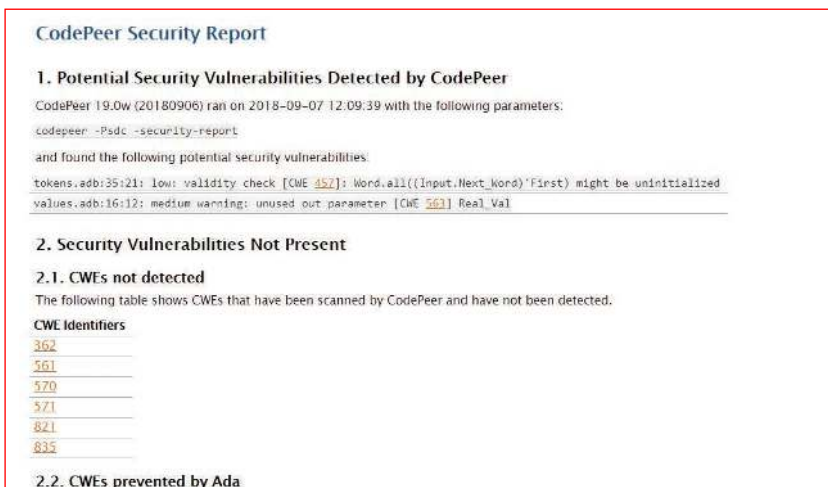 CodePeer Security Report
1. Potential Security Vulnerabilities Detected by CodePeer
CodePeer 19.0w (20180906) ran on 2018-09-07 12:09:39 with the following parameters:
codepeer -Psdc -security-report
and found the following potential security vulnerabilities:
tokens.adb:35:21: low: validity check [CWE 457]: Word.all((Input.Next_Word)'First) might be uninitialized
values.adb:16:12: medium warning: unused out parameter [CWE 563] Real_Val
2. Security Vulnerabilities Not Present
2.1. CWEs not detected
The following table shows CWEs that have been scanned by CodePeer and have not been detected.
CWE Identifiers
362
561
570
571
821
835
2.2. CWEs prevented by Ada